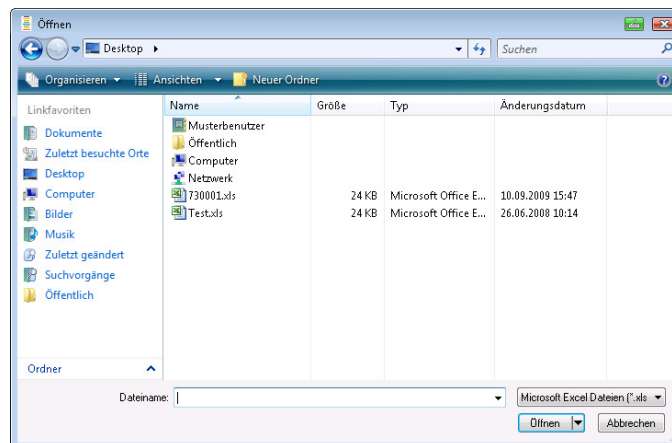 Öffnen
Desktop
Suchen
Organisieren Ansichten Neuer Ordner
Linkfavoriten
Dokumente
Zuletzt besuchte Orte
Desktop
Computer
Bilder
Musik
Zuletzt geändert
Suchvorgänge
Öffentlich
Ordner
Name Größe Typ Änderungsdatum
Musterbenutzer
Öffentlich
Computer
Netzwerk
730001.xls 24 KB Microsoft Office E... 10.09.2009 15:47
Test.xls 24 KB Microsoft Office E... 26.06.2008 10:14
Dateiname:
Microsoft Excel Dateien (*.xls
Öffnen Abbrechen